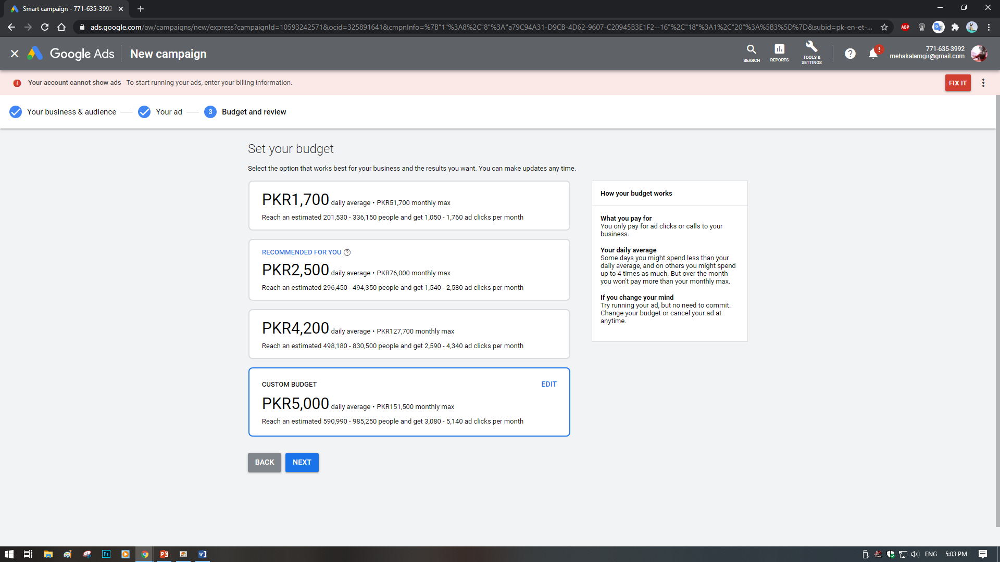 Smart campaign - 771-635-3992
ads.google.com/aw/campaigns/new/express?campaignId=10593242571&ocid=325891641&cmpnInfo=%7B"1"%3A8%2C"8"%3A"a79C94A31-D9CB-4D62-9607-C20945B3E1F2--16"%2C"18"%3A1%2C"20"%3A%5B3%5D%7D&subid=pk-en-et-...
ABP
Google Ads
New campaign
SEARCH
REPORTS
TOOLS &
SETTINGS
?
!
771-635-3992
mehakalamgir@gmail.com
Your account cannot show ads - To start running your ads, enter your billing information.
FIX IT
Your business & audience
Your ad
3
Budget and review
Set your budget
Select the option that works best for your business and the results you want. You can make updates any time.
PKR1,700 daily average • PKR51,700 monthly max
Reach an estimated 201,530 - 336,150 people and get 1,050 - 1,760 ad clicks per month
RECOMMENDED FOR YOU ?
PKR2,500 daily average • PKR76,000 monthly max
Reach an estimated 296,450 - 494,350 people and get 1,540 - 2,580 ad clicks per month
PKR4,200 daily average • PKR127,700 monthly max
Reach an estimated 498,180 - 830,500 people and get 2,590 - 4,340 ad clicks per month
CUSTOM BUDGET
EDIT
PKR5,000 daily average • PKR151,500 monthly max
Reach an estimated 590,990 - 985,250 people and get 3,080 - 5,140 ad clicks per month
BACK
NEXT
How your budget works
What you pay for
You only pay for ad clicks or calls to your
business.
Your daily average
Some days you might spend less than your
daily average, and on others you might spend
up to 4 times as much. But over the month
you won't pay more than your monthly max.
If you change your mind
Try running your ad, but no need to commit.
Change your budget or cancel your ad at
anytime.
Ps
ENG
5:03 PM